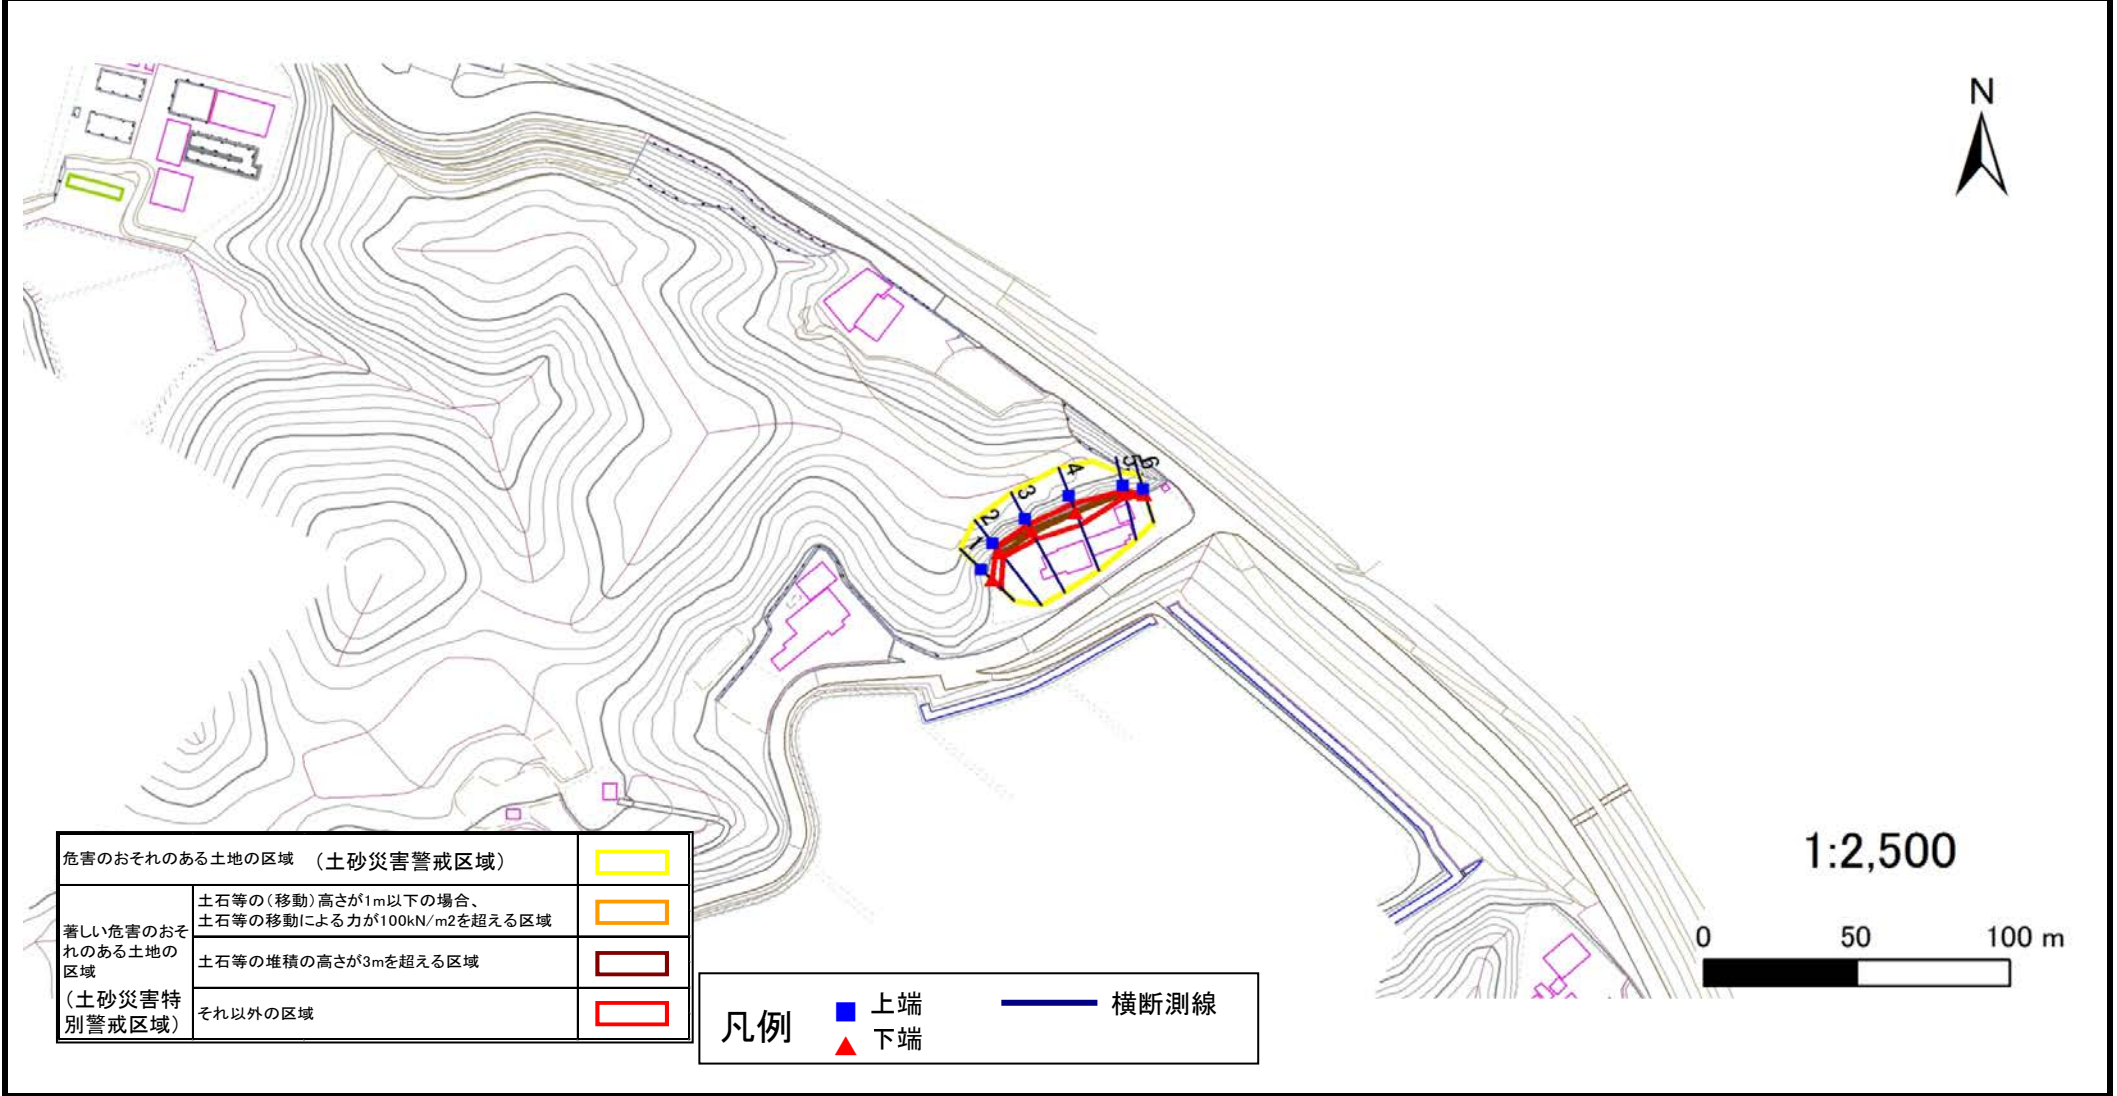 N
1
2
3
4
5
6
1:2,500
0 50 100 m
危害のおそれのある土地の区域 (土砂災害警戒区域)
著しい危害のおそ
れのある土地の
区域
(土砂災害特
別警戒区域)
土石等の(移動)高さが1m以下の場合、
土石等の移動による力が100kN/m2を超える区域
土石等の堆積の高さが3mを超える区域
それ以外の区域
凡例
上端
下端
横断測線